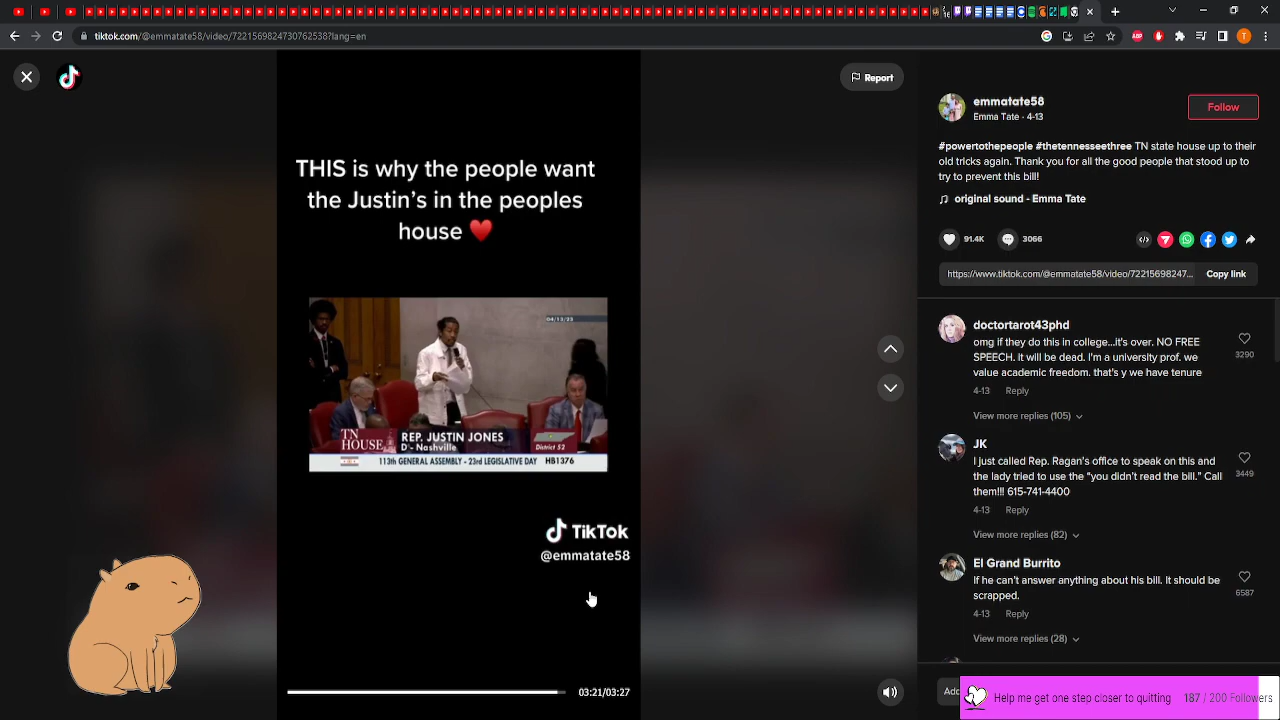 tiktok.com/@emmatate58/video/7221569824730762538?lang=en
Report
THIS is why the people want
the Justin's in the peoples
house ♥️
04/13/23
TN
HOUSE
REP. JUSTIN JONES
D - Nashville
District 52
113th GENERAL ASSEMBLY - 23rd LEGISLATIVE DAY HB1376
TikTok
@emmatate58
03:21/03:27
emmatate58
Emma Tate · 4-13
Follow
#powertothepeople #thetennesseethree TN state house at their
old tricks again. Thank you for all the people that stood up to
try to prevent this bill!
original sound - Emma Tate
91.4K
3066
https://www.tiktok.com/@emmatate58/video/72215698247...
Copy link
doctortarot43phd
omg if they do this in college...it's over. NO FREE
SPEECH. it will be dead. I'm a university prof. we
value academic freedom. that's y we have tenure
3290
4-13 Reply
View more replies (105)
JK
I just called Rep. Ragan's office to speak on this and
the lady tried to use the "you didn't read the bill." Call
them!! 615-741-4400
3449
4-13 Reply
View more replies (82)
El Grand Burrito
If he can't answer anything about his bill. It should be
scrapped.
6587
4-13 Reply
View more replies (28)
Add
Help me get one step closer to quitting 187 / 200 Followers